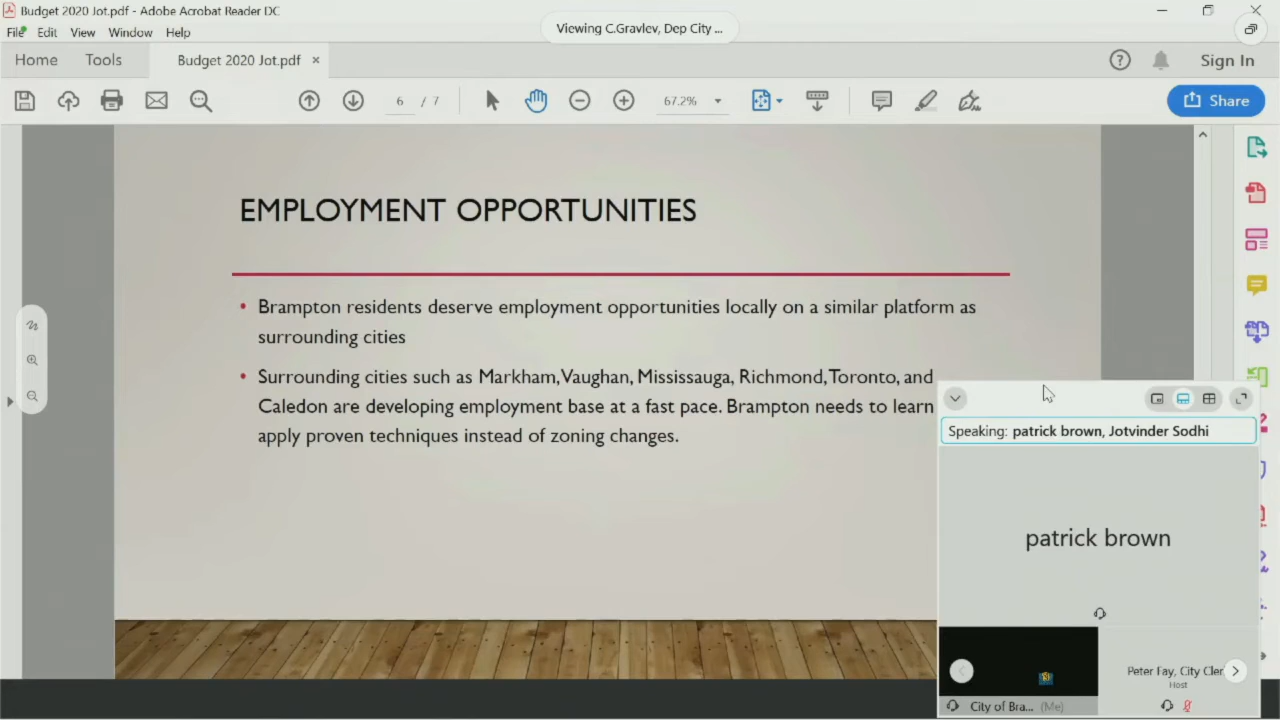 Budget 2020 Jot.pdf - Adobe Acrobat Reader DC
File Edit View Window Help
Viewing C.Gravlev, Dep City ...
Home Tools Budget 2020 Jot.pdf × Sign In
6 / 7 67.2% Share
EMPLOYMENT OPPORTUNITIES
• Brampton residents deserve employment opportunities locally on a similar platform as
surrounding cities
• Surrounding cities such as Markham, Vaughan, Mississauga, Richmond, Toronto, and
Caledon are developing employment base at a fast pace. Brampton needs to learn
apply proven techniques instead of zoning changes.
Speaking: patrick brown, Jotvinder Sodhi
patrick brown
Peter Fay, City Cler
Host
City of Bra... (Me)